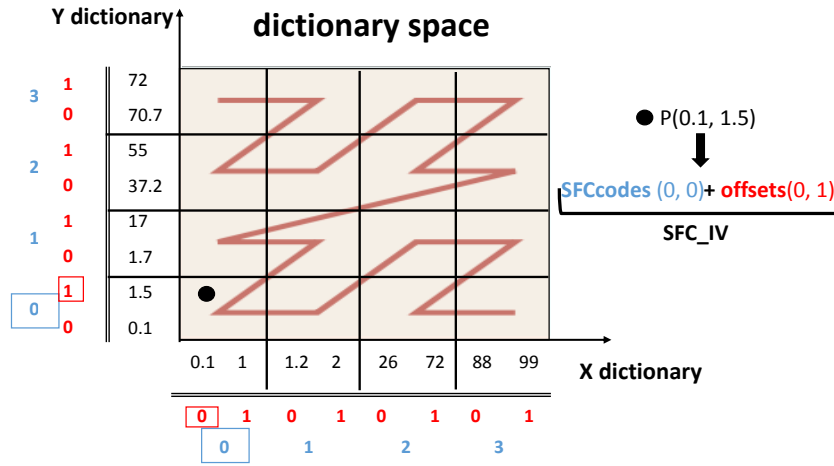 Y dictionary
dictionary space
3
1
72
0
70.7
2
1
55
0
37.2
1
1
17
0
1.7
0
1
1.5
0
0.1
P(0.1, 1.5)
SFCcodes (0, 0)+ offsets(0, 1)
SFC_IV
0.1 1 1.2 2 26 72 88 99
X dictionary
0 1 0 1 0 1 0 1
0 1 2 3